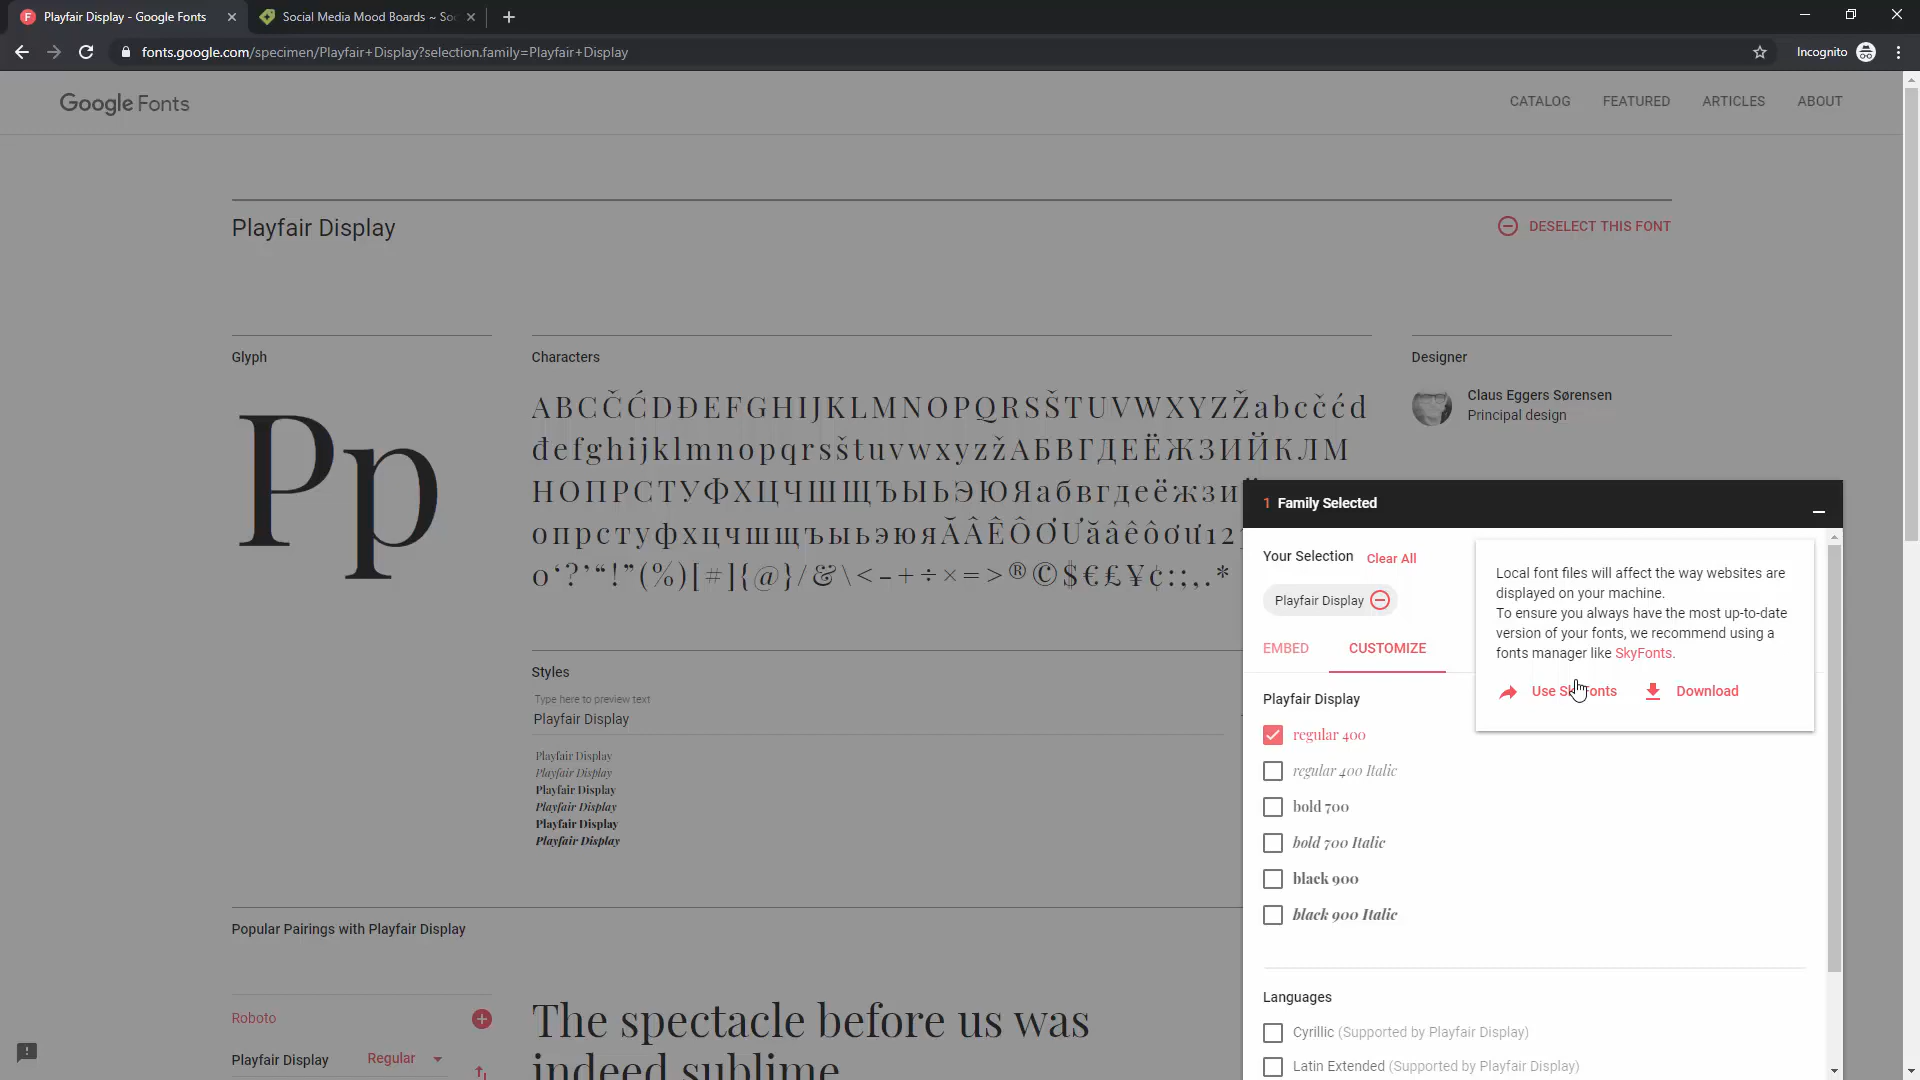 Playfair Display - Google Fonts
Social Media Mood Boards ~ Soc
fonts.google.com/specimen/Playfair+Display?selection.family=Playfair+Display
Incognito
Google Fonts
CATALOG
FEATURED
ARTICLES
ABOUT
Playfair Display
DESELECT THIS FONT
Glyph
Pp
Characters
ABCČĆDĐEFGHIJKLMNOPQRSŠTUVWXYZŽabcčćd
đefghijklmnopqrsštuvwxyzžАБВГДЕЁЖЗИЙКЛМ
НОПРСТУФХЦЧШЩЪЫЬЭЮЯабвгдеёжзи
опрстуфхцчшщъыьэюяĂÂÊÔƠƯăâêôơư12
0‘?’“!”(%)[#]{@}/&\<-+÷×=>®©$€£¥¢:;,.*
Designer
Claus Eggers Sørensen
Principal design
Styles
Type here to preview text
Playfair Display
Playfair Display
Playfair Display
Playfair Display
Playfair Display
Playfair Display
Playfair Display
Popular Pairings with Playfair Display
Roboto
Playfair Display
Regular
The spectacle before us was
indeed sublime.
1 Family Selected
Your Selection
Clear All
Playfair Display
EMBED
CUSTOMIZE
Local font files will affect the way websites are
displayed on your machine.
To ensure you always have the most up-to-date
version of your fonts, we recommend using a
fonts manager like SkyFonts.
Use SkyFonts
Download
Playfair Display
regular 400
regular 400 Italic
bold 700
bold 700 Italic
black 900
black 900 Italic
Languages
Cyrillic (Supported by Playfair Display)
Latin Extended (Supported by Playfair Display)